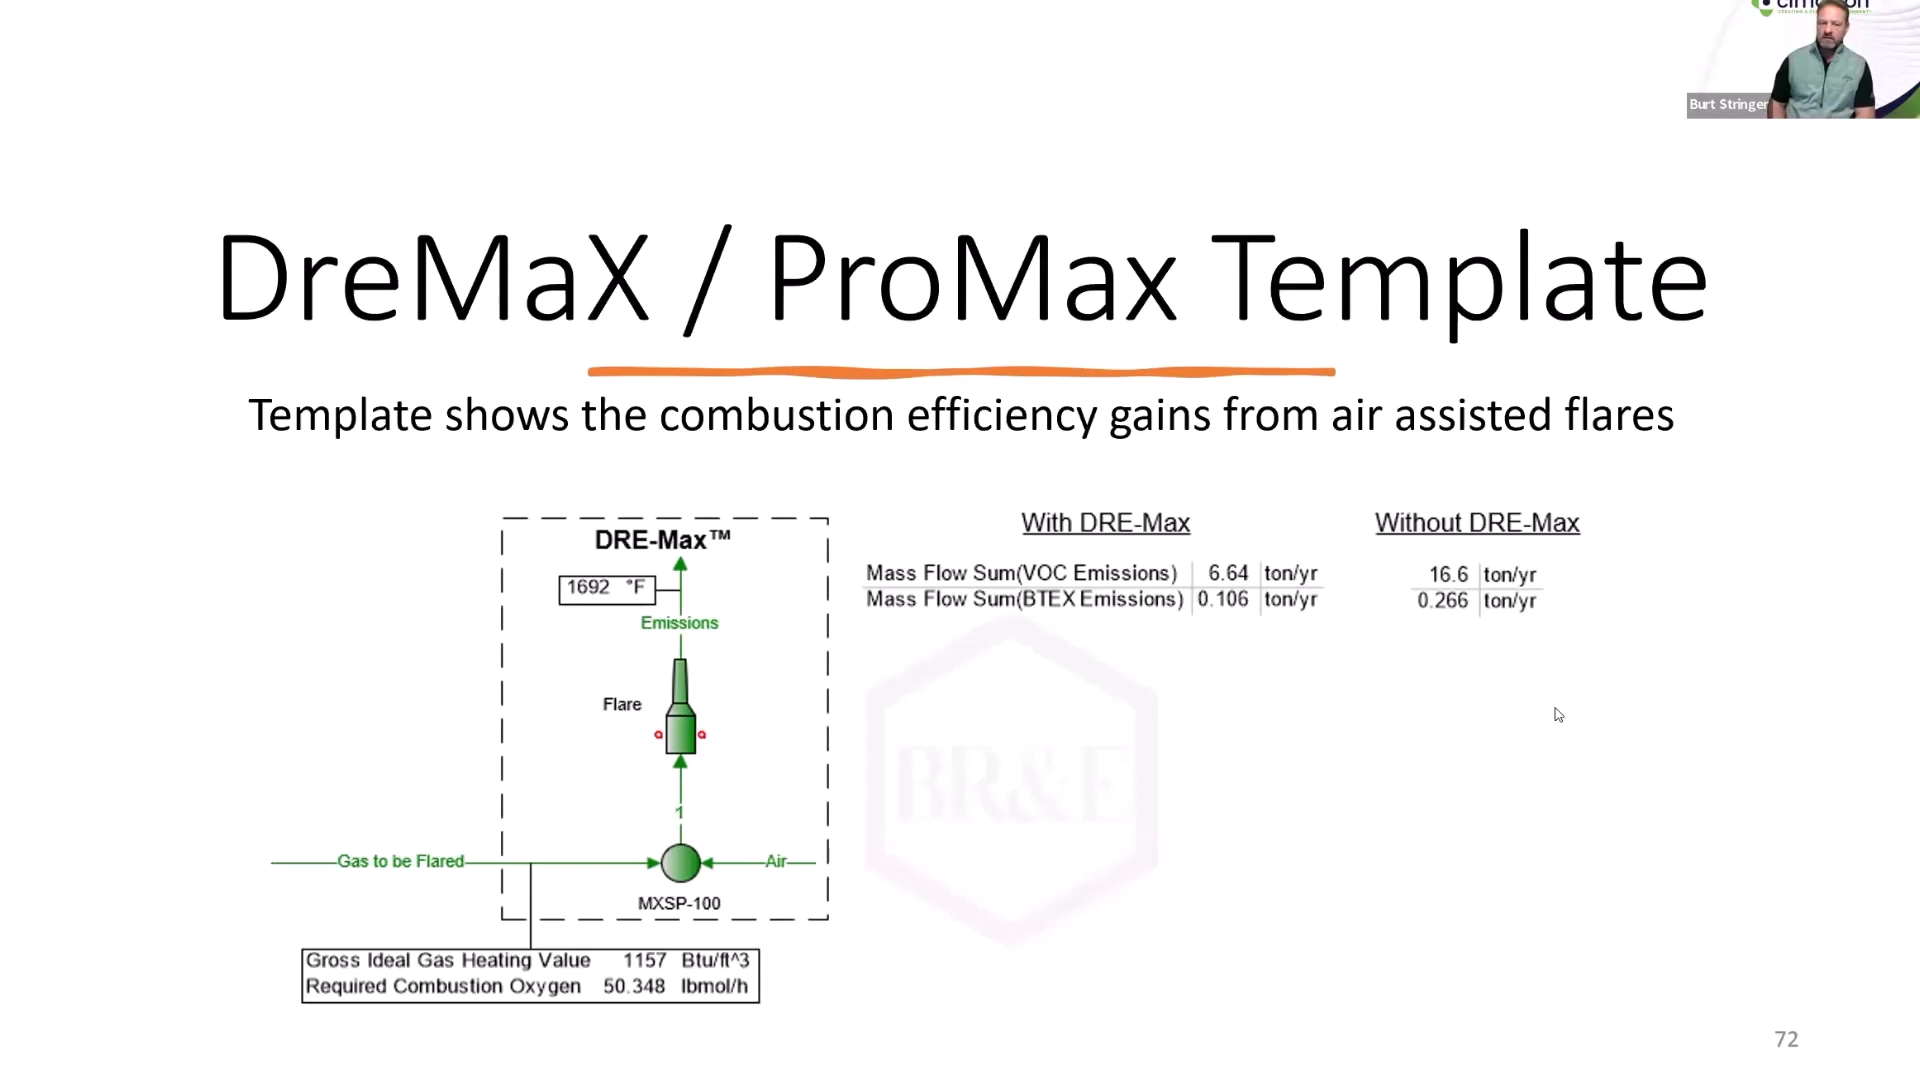 Burt Stringer
DreMaX / ProMax Template
Template shows the combustion efficiency gains from air assisted flares
DRE-Max™
1692 °F
Emissions
Flare
1
Gas to be Flared
Air
MXSP-100
Gross Ideal Gas Heating Value 1157 Btu/ft^3
Required Combustion Oxygen 50.348 lbmol/h
With DRE-Max
Mass Flow Sum(VOC Emissions) 6.64 ton/yr
Mass Flow Sum(BTEX Emissions) 0.106 ton/yr
Without DRE-Max
16.6 ton/yr
0.266 ton/yr
BR&E
72